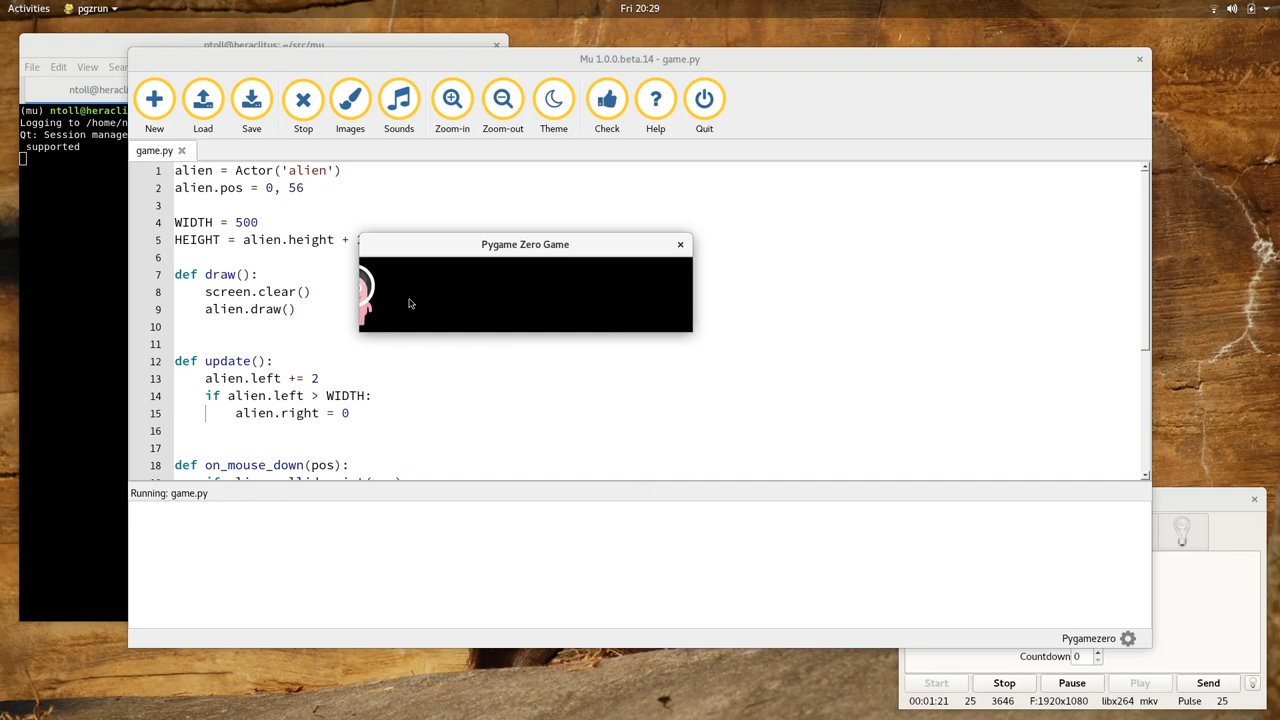 Activities pgzrun Fri 20:29
ntoll@heraclitus: ~/src/mu
File Edit View Sear
ntoll@heracl
(mu) ntoll@heracli
Logging to /home/n
Qt: Session manage
supported
Mu 1.0.0.beta.14 - game.py
New Load Save Stop Images Sounds Zoom-in Zoom-out Theme Check Help Quit
game.py
1 alien = Actor('alien')
2 alien.pos = 0, 56
3
4 WIDTH = 500
5 HEIGHT = alien.height +
6
7 def draw():
8 screen.clear()
9 alien.draw()
10
11
12 def update():
13 alien.left += 2
14 if alien.left > WIDTH:
15 alien.right = 0
16
17
18 def on_mouse_down(pos):
Pygame Zero Game
Running: game.py
Pygamezero
Countdown 0
Start Stop Pause Play Send
00:01:21 25 3646 F:1920x1080 libx264 mkv Pulse 25